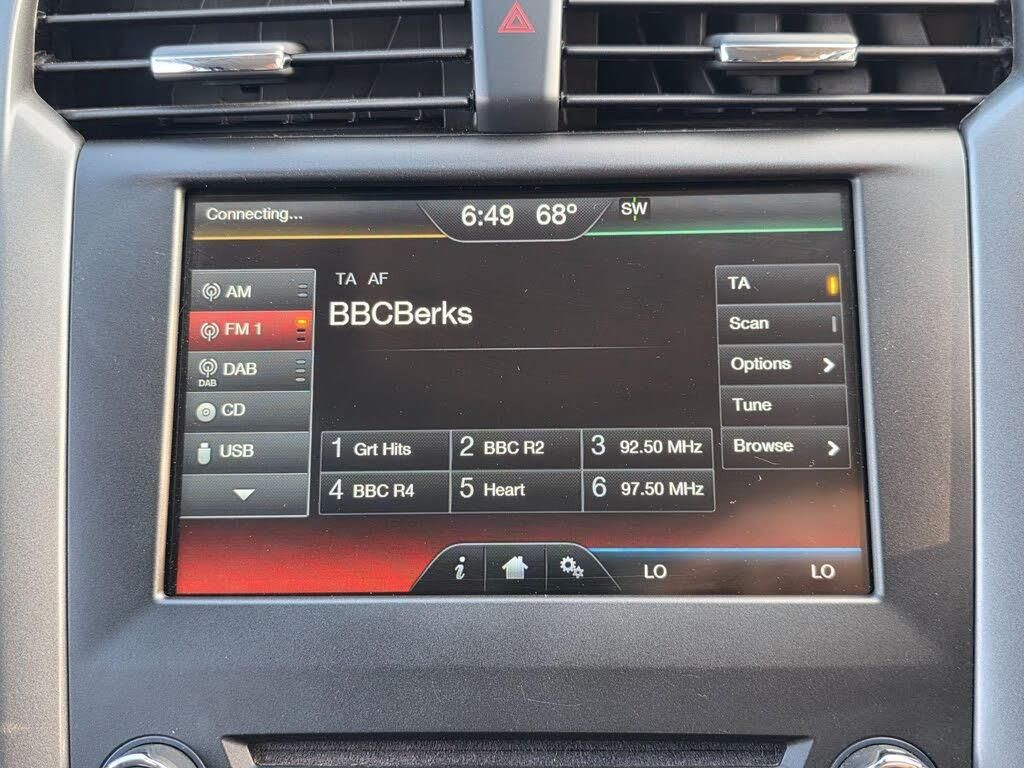 Connecting...
6:49 68º
SW
AM
FM 1
DAB
DAB
CD
USB
TA AF
BBCBerks
1 Grt Hits
2 BBC R2
3 92.50 MHz
4 BBC R4
5 Heart
6 97.50 MHz
TA
Scan
Options
Tune
Browse
i
LO
LO